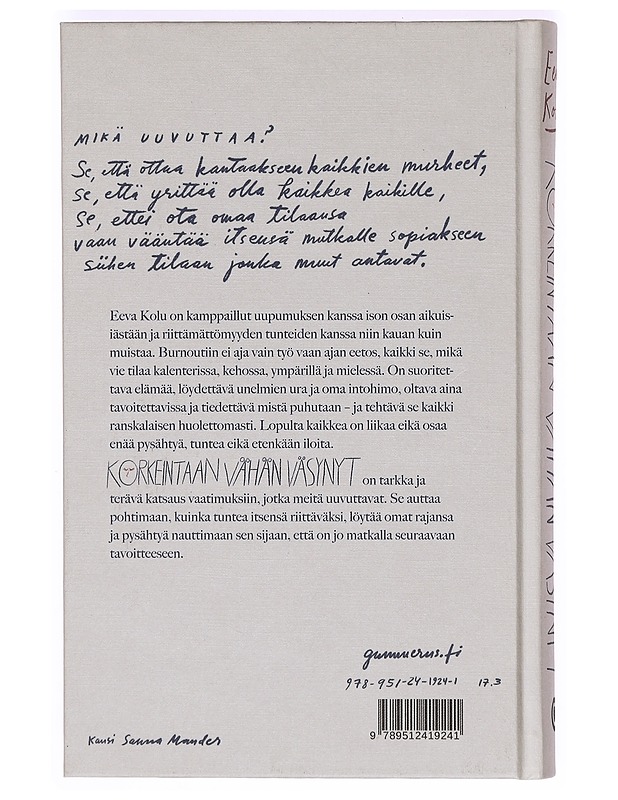 MIKÄ UUVUTTAA?
Se, että ottaa kantaakseen kaikkien murheet,
se, että yrittää olla kaikkea kaikille,
se, ettei ota omaa tilaansa
vaan vääntää itsensä mutkalle sopiakseen
siihen tilaan jonka muut antavat.
Eeva Kolu on kamppaillut uupumuksen kanssa ison osan aikuis-
iästään ja riittämättömyyden tunteiden kanssa niin kauan kuin
muistaa. Burnoutiin ei aja vain työ vaan ajan eetos, kaikki se, mikä
vie tilaa kalenterissa, kehossa, ympärillä ja mielessä. On suoritet-
tava elämää, löydettävä unelmien ura ja oma intohimo, oltava aina
tavoitettavissa ja tiedettävä mistä puhutaan – ja tehtävä se kaikki
ranskalaisen huolettomasti. Lopulta kaikkea on liikaa eikä osaa
enää pysähtyä, tuntea eikä etenkään iloita.
KORKEINTAAN VÄHÄN VÄSYNYT on tarkka ja
terävä katsaus vaatimuksiin, jotka meitä uuvuttavat. Se auttaa
pohtimaan, kuinka tuntea itsensä riittäväksi, löytää omat rajansa
ja pysähtyä nauttimaan sen sijaan, että on jo matkalla seuraavaan
tavoitteeseen.
gummerus.fi
978-951-24-1924-1 17.3
9 789512 419241
Kansi Sanna Mander
KORKEINTAAN VÄHÄN VÄSYNYT